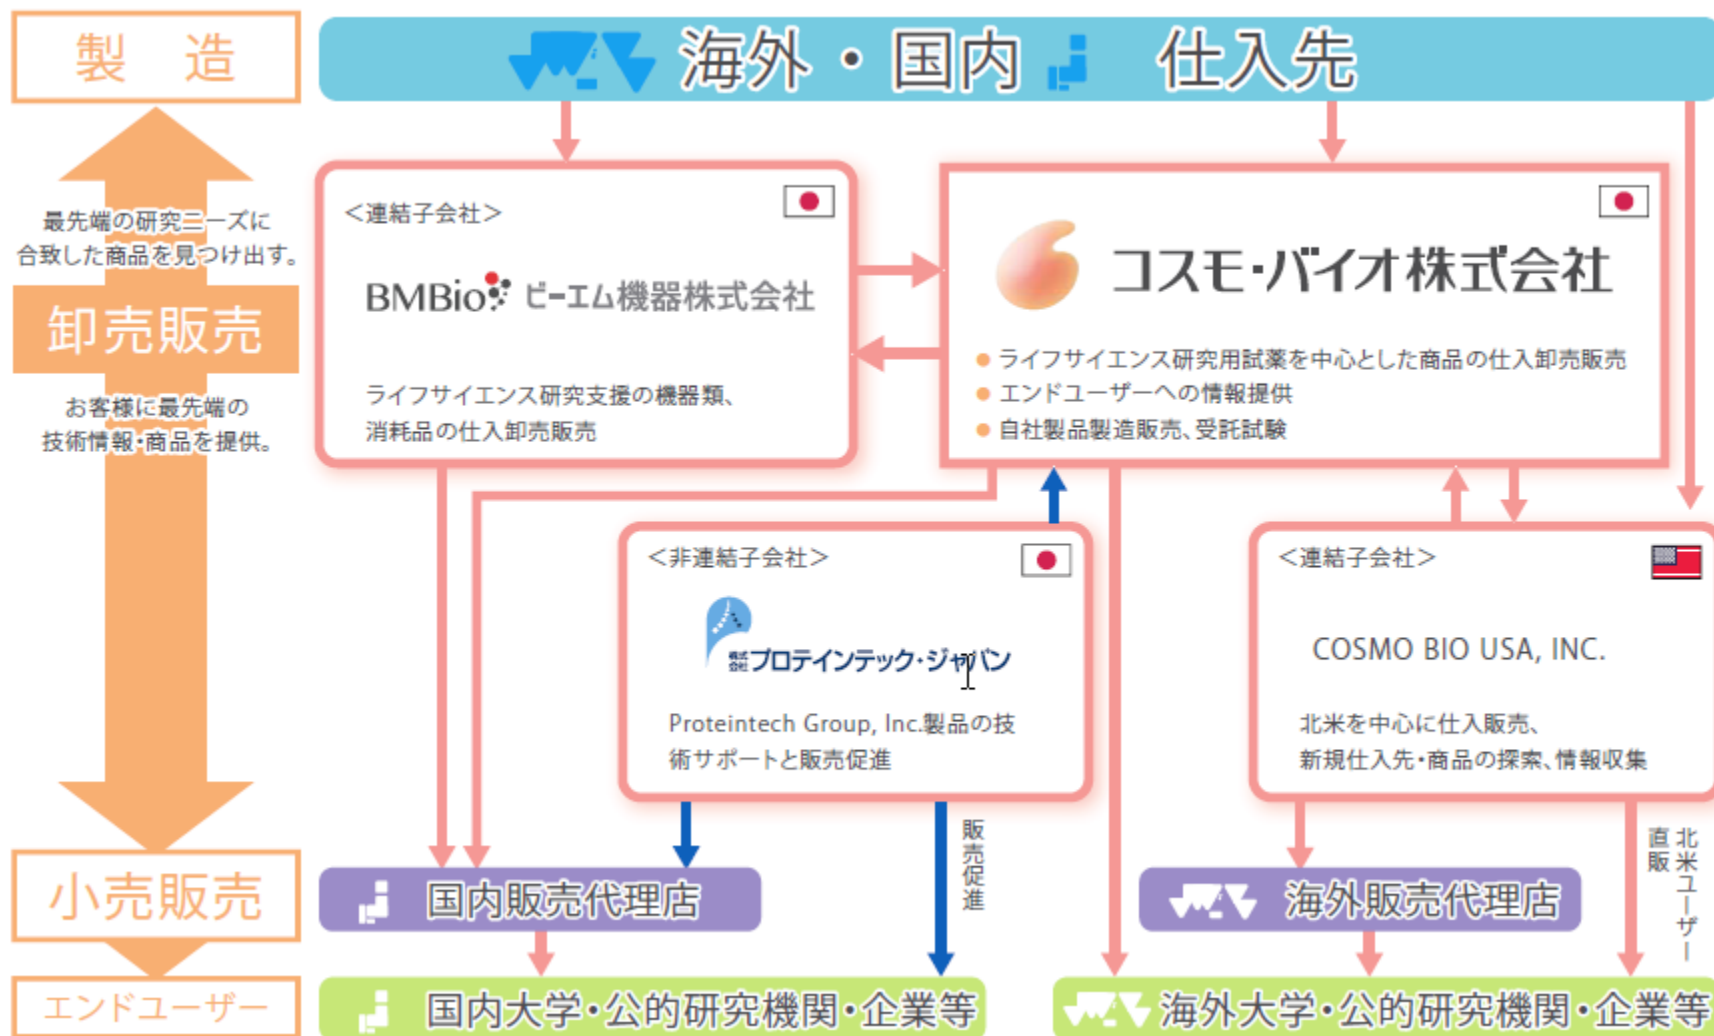 製 造
海外・国内 仕入先
最先端の研究ニーズに
合致した商品を見つけ出す。
卸売販売
お客様に最先端の
技術情報・商品を提供。
＜連結子会社＞
BMBio ビーエム機器株式会社
ライフサイエンス研究支援の機器類、
消耗品の仕入卸売販売
コスモ・バイオ株式会社
● ライフサイエンス研究用試薬を中心とした商品の仕入卸売販売
● エンドユーザーへの情報提供
● 自社製品製造販売、受託試験
＜非連結子会社＞
株式会社プロテインテック・ジャパン
Proteintech Group, Inc.製品の技
術サポートと販売促進
＜連結子会社＞
COSMO BIO USA, INC.
北米を中心に仕入販売、
新規仕入先・商品の探索、情報収集
販売促進
北米ユーザー
直販
小売販売
国内販売代理店
海外販売代理店
エンドユーザー
国内大学・公的研究機関・企業等
海外大学・公的研究機関・企業等